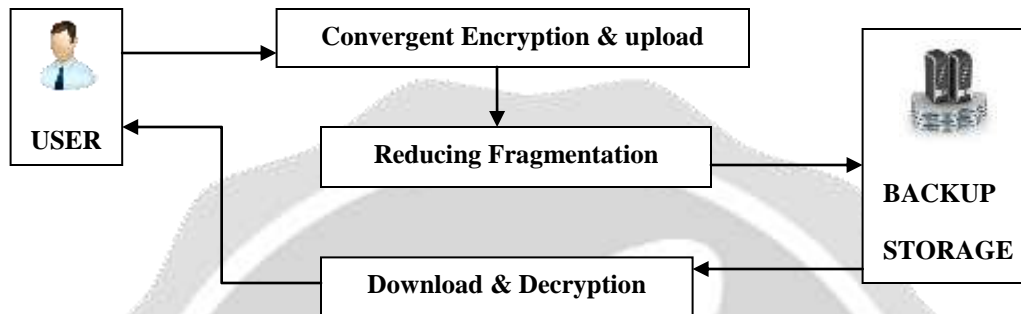 Convergent Encryption & upload
USER
Reducing Fragmentation
BACKUP
STORAGE
Download & Decryption